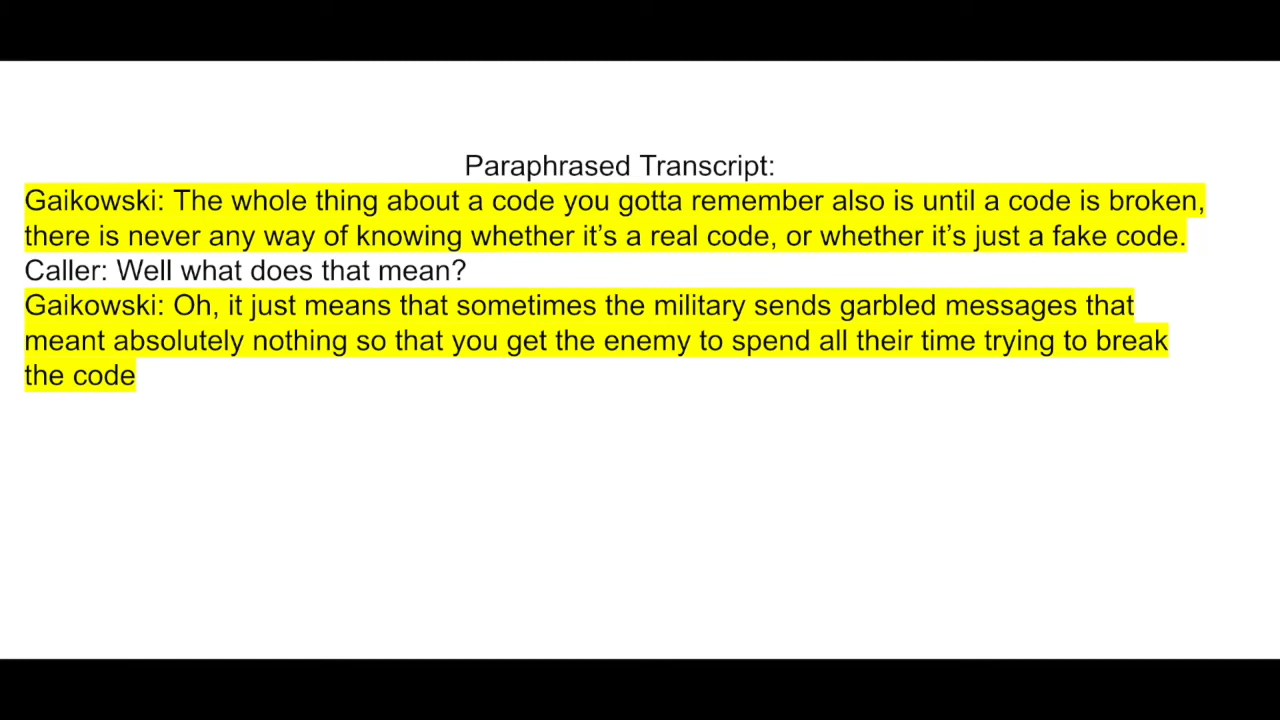 Paraphrased Transcript:
Gaikowski: The whole thing about a code you gotta remember also is until a code is broken,
there is never any way of knowing whether it’s a real code, or whether it’s just a fake code.
Caller: Well what does that mean?
Gaikowski: Oh, it just means that sometimes the military sends garbled messages that
meant absolutely nothing so that you get the enemy to spend all their time trying to break
the code